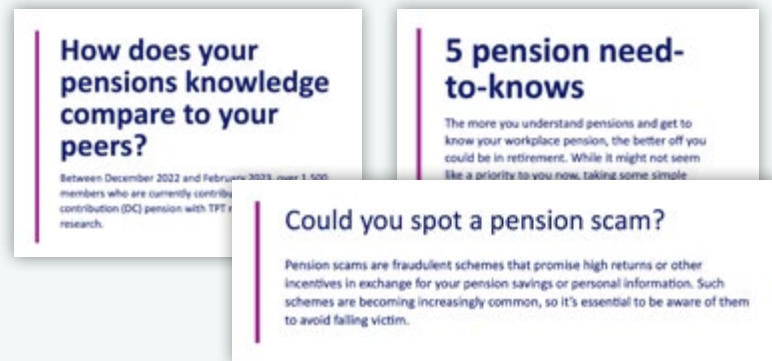 How does your
pensions knowledge
compare to your
peers?
Between December 2022 and February 2023, over 1,500
members who are currently
contribution (DC) pension with TPT
research.
5 pension need-
to-knows
The more you understand pensions and get to
know your workplace pension, the better off you
could be in retirement. While it might not seem
like a priority to you now, taking some simple
Could you spot a pension scam?
Pension scams are fraudulent schemes that promise high returns or other
incentives in exchange for your pension savings or personal information. Such
schemes are becoming increasingly common, so it's essential to be aware of them
to avoid falling victim.